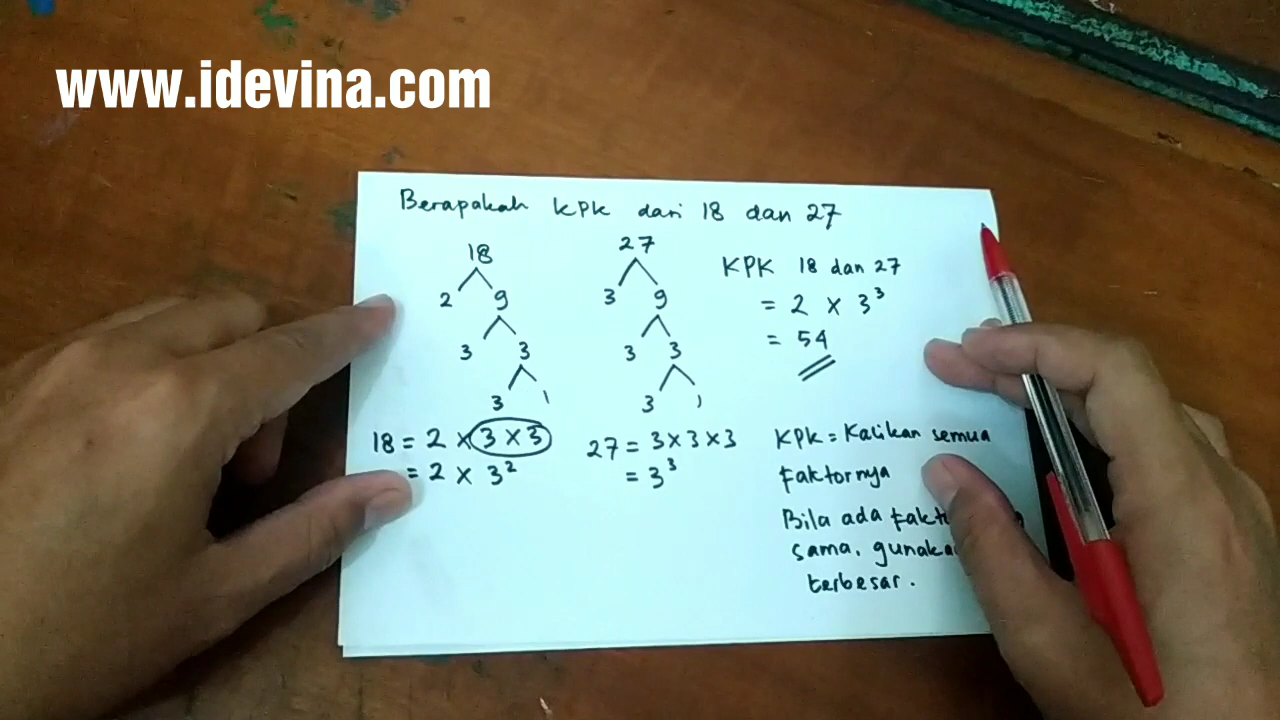 www.idevina.com
Berapakah KPK dari 18 dan 27
18
2 9
3 3
3 1
18 = 2 × 3 × 3
= 2 × 3²
27
3 9
3 3
3 1
27 = 3 × 3 × 3
= 3³
KPK 18 dan 27
= 2 × 3³
= 54
KPK = Kalikan semua
faktornya
Bila ada
sama,
terbesar.